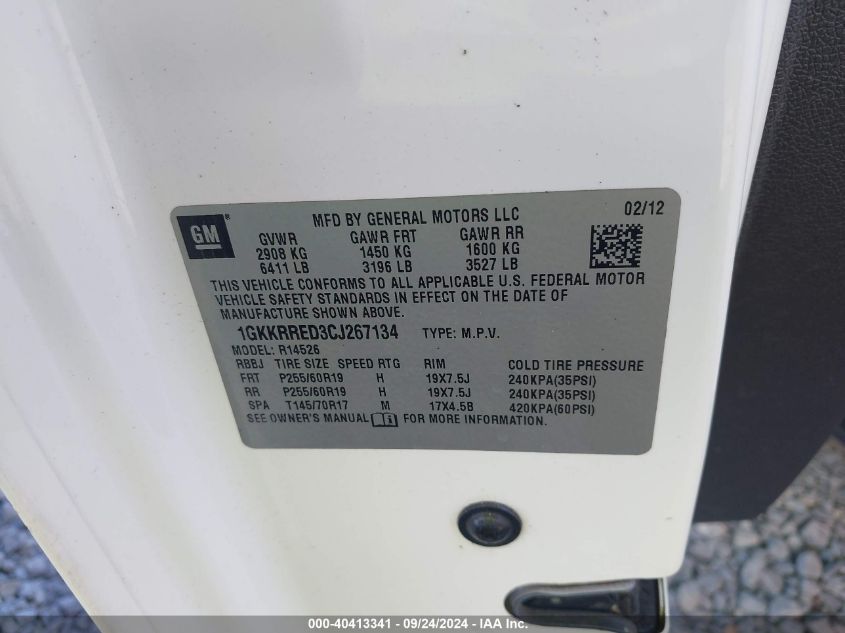 GM®
MFD BY GENERAL MOTORS LLC 02/12
GVWR GAWR FRT GAWR RR
2908 KG 1450 KG 1600 KG
6411 LB 3196 LB 3527 LB
THIS VEHICLE CONFORMS TO ALL APPLICABLE U.S. FEDERAL MOTOR
VEHICLE SAFETY STANDARDS IN EFFECT ON THE DATE OF
MANUFACTURE SHOWN ABOVE.
1GKKRRED3CJ267134 TYPE: M.P.V.
MODEL: R14526
RBBJ TIRE SIZE SPEED RTG RIM COLD TIRE PRESSURE
FRT P255/60R19 H 19X7.5J 240KPA(35PSI)
RR P255/60R19 H 19X7.5J 240KPA(35PSI)
SPA T145/70R17 M 17X4.5B 420KPA(60PSI)
SEE OWNER'S MANUAL FOR MORE INFORMATION.
000-40413341 / 09/24/2024 - IAA Inc.